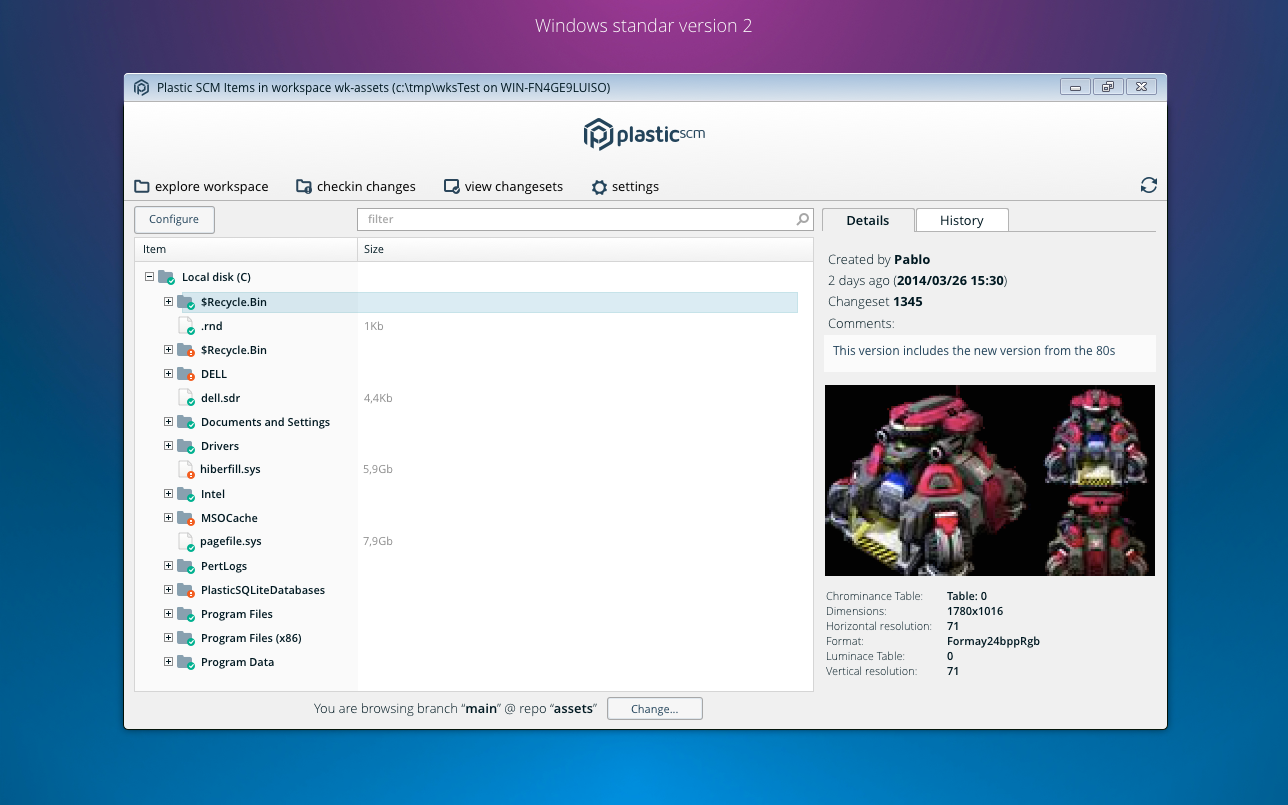 Windows standar version 2
Plastic SCM Items in workspace wk-assets (c:\tmp\wksTest on WIN-FN4GE9LUISO)
plasticscm
explore workspace checkin changes view changesets settings
Configure filter Details History
Item Size
Local disk (C)
$Recycle.Bin
.rnd 1Kb
$Recycle.Bin
DELL
dell.sdr 4,4Kb
Documents and Settings
Drivers
hiberfill.sys 5,9Gb
Intel
MSOCache
pagefile.sys 7,9Gb
PertLogs
PlasticSQLiteDatabases
Program Files
Program Files (x86)
Program Data
Created by Pablo
2 days ago (2014/03/26 15:30)
Changeset 1345
Comments:
This version includes the new version from the 80s
Chrominance Table: Table: 0
Dimensions: 1780x1016
Horizontal resolution: 71
Format: Formay24bppRgb
Luminace Table: 0
Vertical resolution: 71
You are browsing branch “main” @ repo “assets” Change...